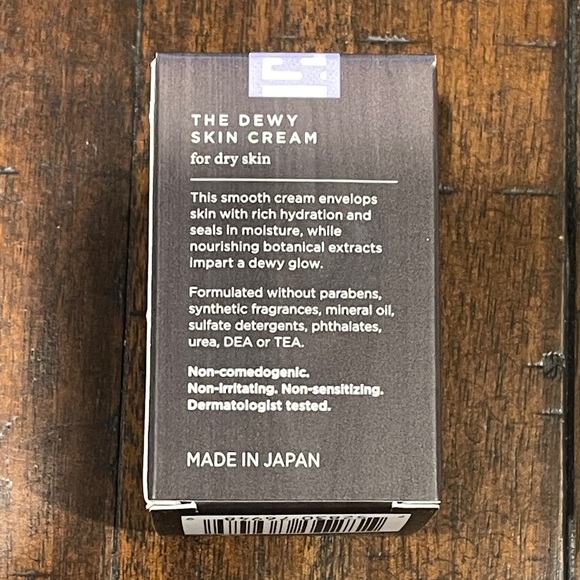 THE DEWY
SKIN CREAM
for dry skin
This smooth cream envelops
skin with rich hydration and
seals in moisture, while
nourishing botanical extracts
impart a dewy glow.
Formulated without parabens,
synthetic fragrances, mineral oil,
sulfate detergents, phthalates,
urea, DEA or TEA.
Non-comedogenic.
Non-irritating. Non-sensitizing.
Dermatologist tested.
MADE IN JAPAN